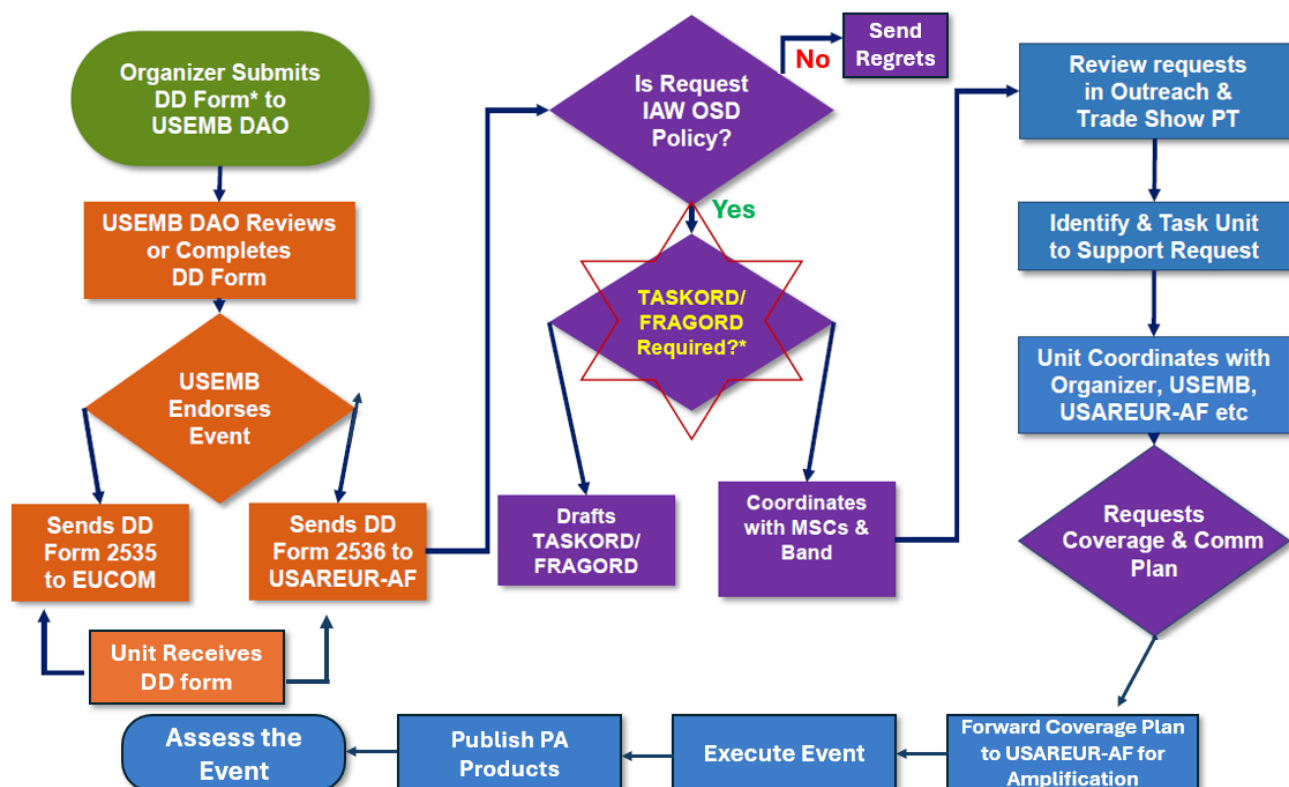 Organizer Submits
DD Form* to
USEMB DAO
USEMB DAO Reviews
or Completes
DD Form
USEMB
Endorses
Event
Sends DD
Form 2535
to EUCOM
Sends DD
Form 2536 to
USAREUR-AF
Unit Receives
DD form
Is Request
IAW OSD
Policy?
No
Send
Regrets
Yes
TASKORD/
FRAGORD
Required?*
Drafts
TASKORD/
FRAGORD
Coordinates
with MSCs &
Band
Review requests
in Outreach &
Trade Show PT
Identify & Task Unit
to Support Request
Unit Coordinates with
Organizer, USEMB,
USAREUR-AF etc
Requests
Coverage & Comm
Plan
Forward Coverage Plan
to USAREUR-AF for
Amplification
Execute Event
Publish PA
Products
Assess the
Event